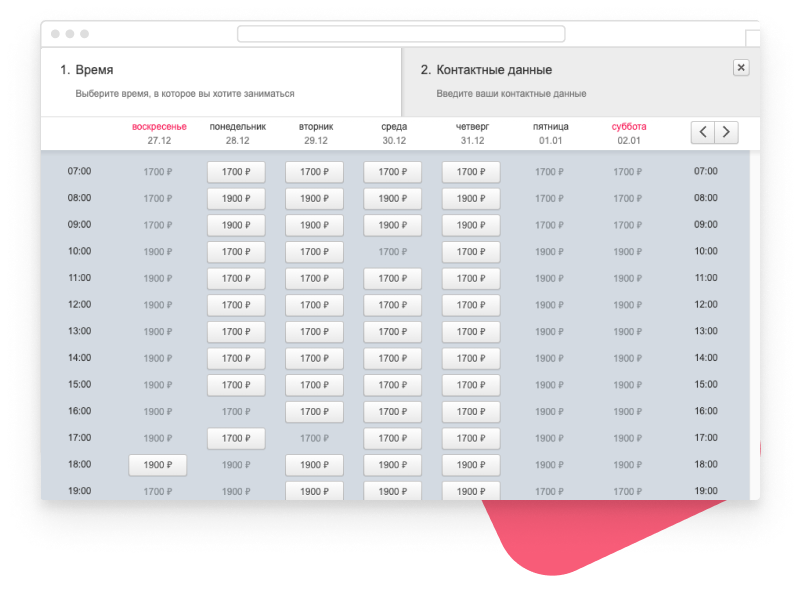 1. Время
Выберите время, в которое вы хотите заниматься
2. Контактные данные
Введите ваши контактные данные
воскресенье понедельник вторник среда четверг пятница суббота
27.12 28.12 29.12 30.12 31.12 01.01 02.01
07:00 1700 ₽ 1700 ₽ 1700 ₽ 1700 ₽ 1700 ₽ 1700 ₽ 1700 ₽ 07:00
08:00 1700 ₽ 1900 ₽ 1900 ₽ 1900 ₽ 1900 ₽ 1700 ₽ 1700 ₽ 08:00
09:00 1700 ₽ 1900 ₽ 1900 ₽ 1900 ₽ 1900 ₽ 1700 ₽ 1700 ₽ 09:00
10:00 1900 ₽ 1700 ₽ 1700 ₽ 1700 ₽ 1700 ₽ 1900 ₽ 1900 ₽ 10:00
11:00 1900 ₽ 1700 ₽ 1700 ₽ 1700 ₽ 1700 ₽ 1900 ₽ 1900 ₽ 11:00
12:00 1900 ₽ 1700 ₽ 1700 ₽ 1700 ₽ 1700 ₽ 1900 ₽ 1900 ₽ 12:00
13:00 1900 ₽ 1700 ₽ 1700 ₽ 1700 ₽ 1700 ₽ 1900 ₽ 1900 ₽ 13:00
14:00 1900 ₽ 1700 ₽ 1700 ₽ 1700 ₽ 1700 ₽ 1900 ₽ 1900 ₽ 14:00
15:00 1900 ₽ 1700 ₽ 1700 ₽ 1700 ₽ 1700 ₽ 1900 ₽ 1900 ₽ 15:00
16:00 1900 ₽ 1700 ₽ 1700 ₽ 1700 ₽ 1700 ₽ 1900 ₽ 1900 ₽ 16:00
17:00 1900 ₽ 1700 ₽ 1700 ₽ 1700 ₽ 1700 ₽ 1900 ₽ 1900 ₽ 17:00
18:00 1900 ₽ 1900 ₽ 1900 ₽ 1900 ₽ 1900 ₽ 1900 ₽ 1900 ₽ 18:00
19:00 1700 ₽ 1900 ₽ 1900 ₽ 1900 ₽ 1900 ₽ 1700 ₽ 1700 ₽ 19:00